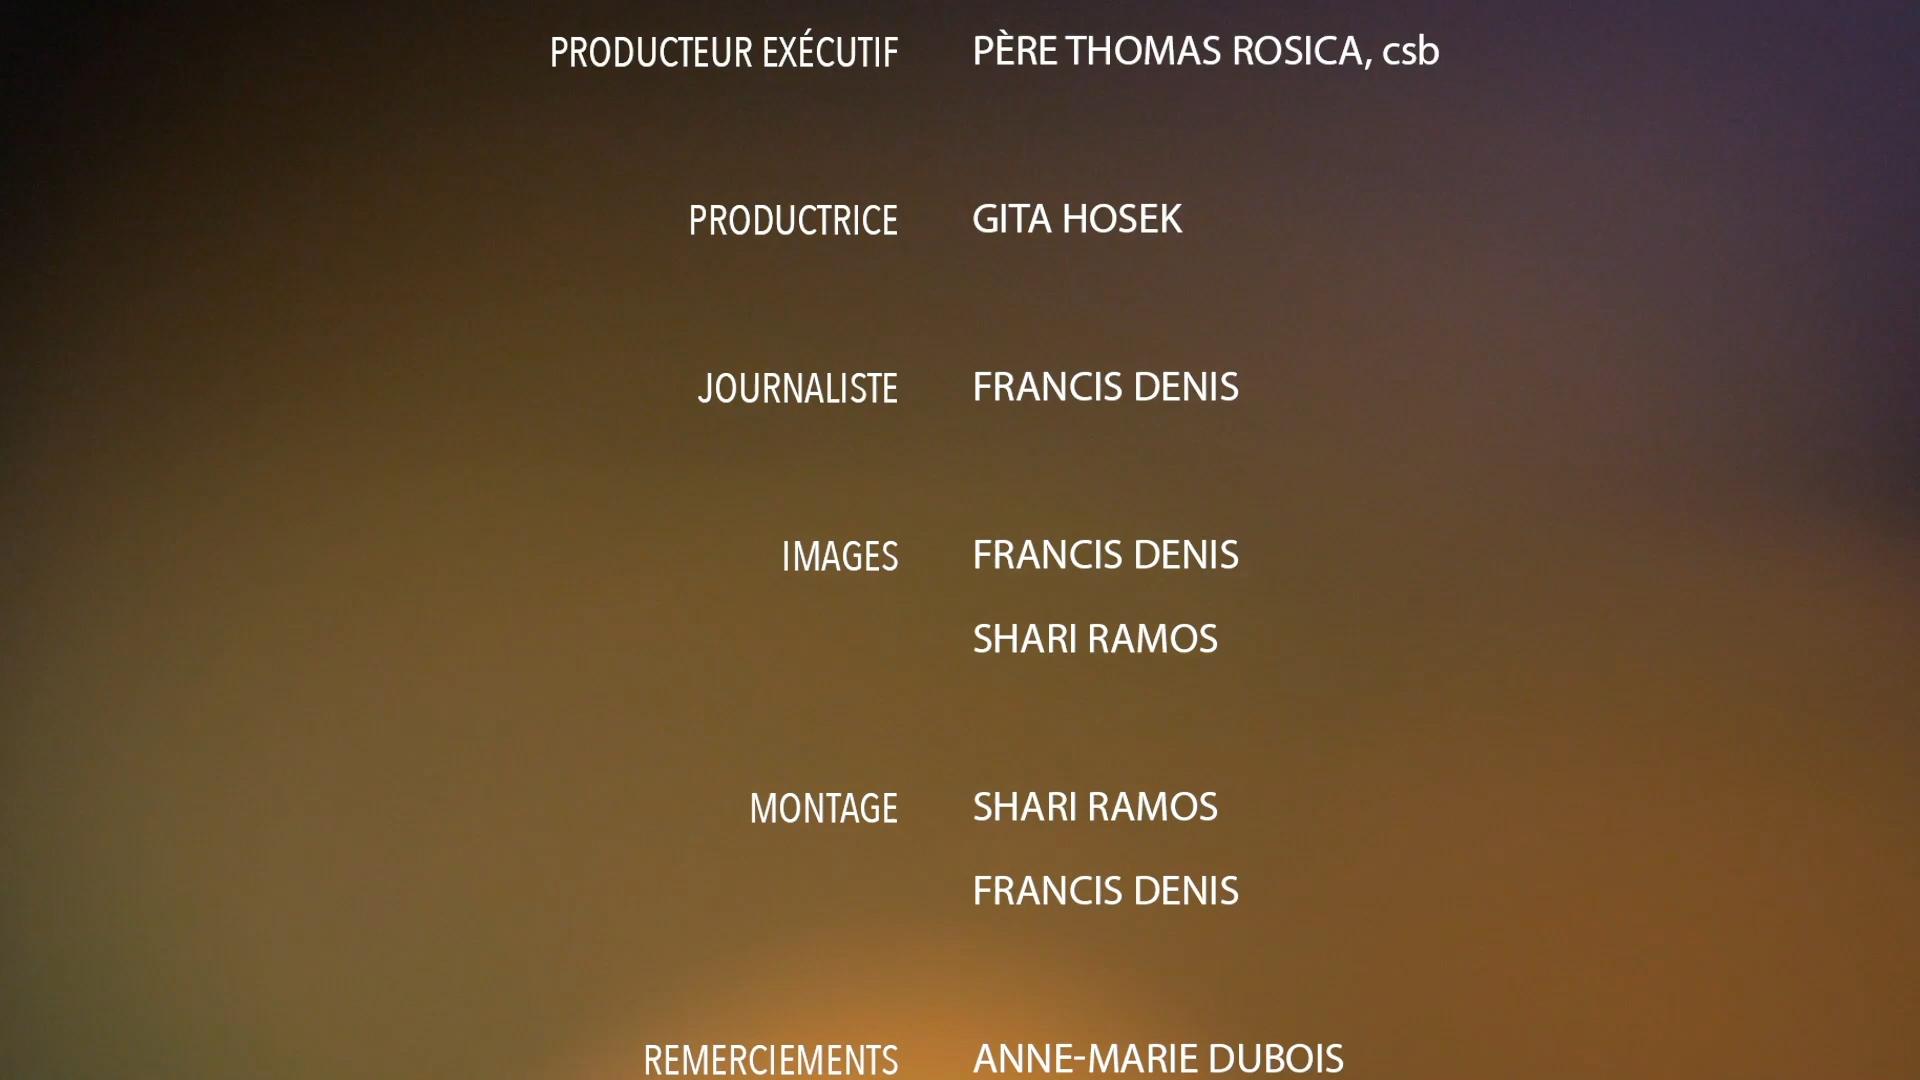 PRODUCTEUR EXÉCUTIF PÈRE THOMAS ROSICA, csb
PRODUCTRICE GITA HOSEK
JOURNALISTE FRANCIS DENIS
IMAGES FRANCIS DENIS
SHARI RAMOS
MONTAGE SHARI RAMOS
FRANCIS DENIS
REMERCIEMENTS ANNE-MARIE DUBOIS